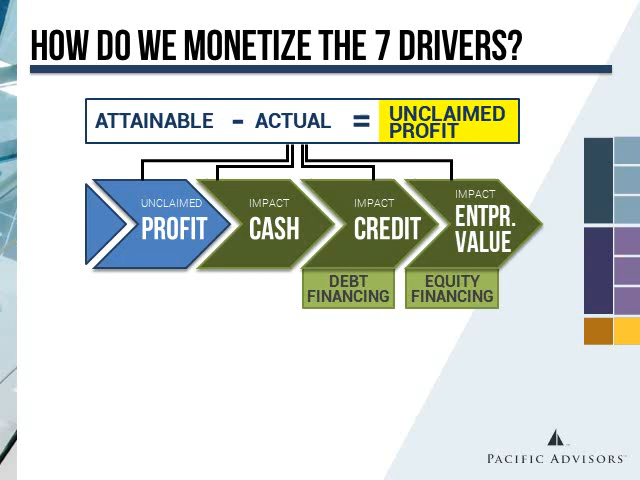 HOW DO WE MONETIZE THE 7 DRIVERS?
ATTAINABLE - ACTUAL = UNCLAIMED
PROFIT
UNCLAIMED
PROFIT
IMPACT
CASH
IMPACT
CREDIT
IMPACT
ENTPR.
VALUE
DEBT
FINANCING
EQUITY
FINANCING
PACIFIC ADVISORS